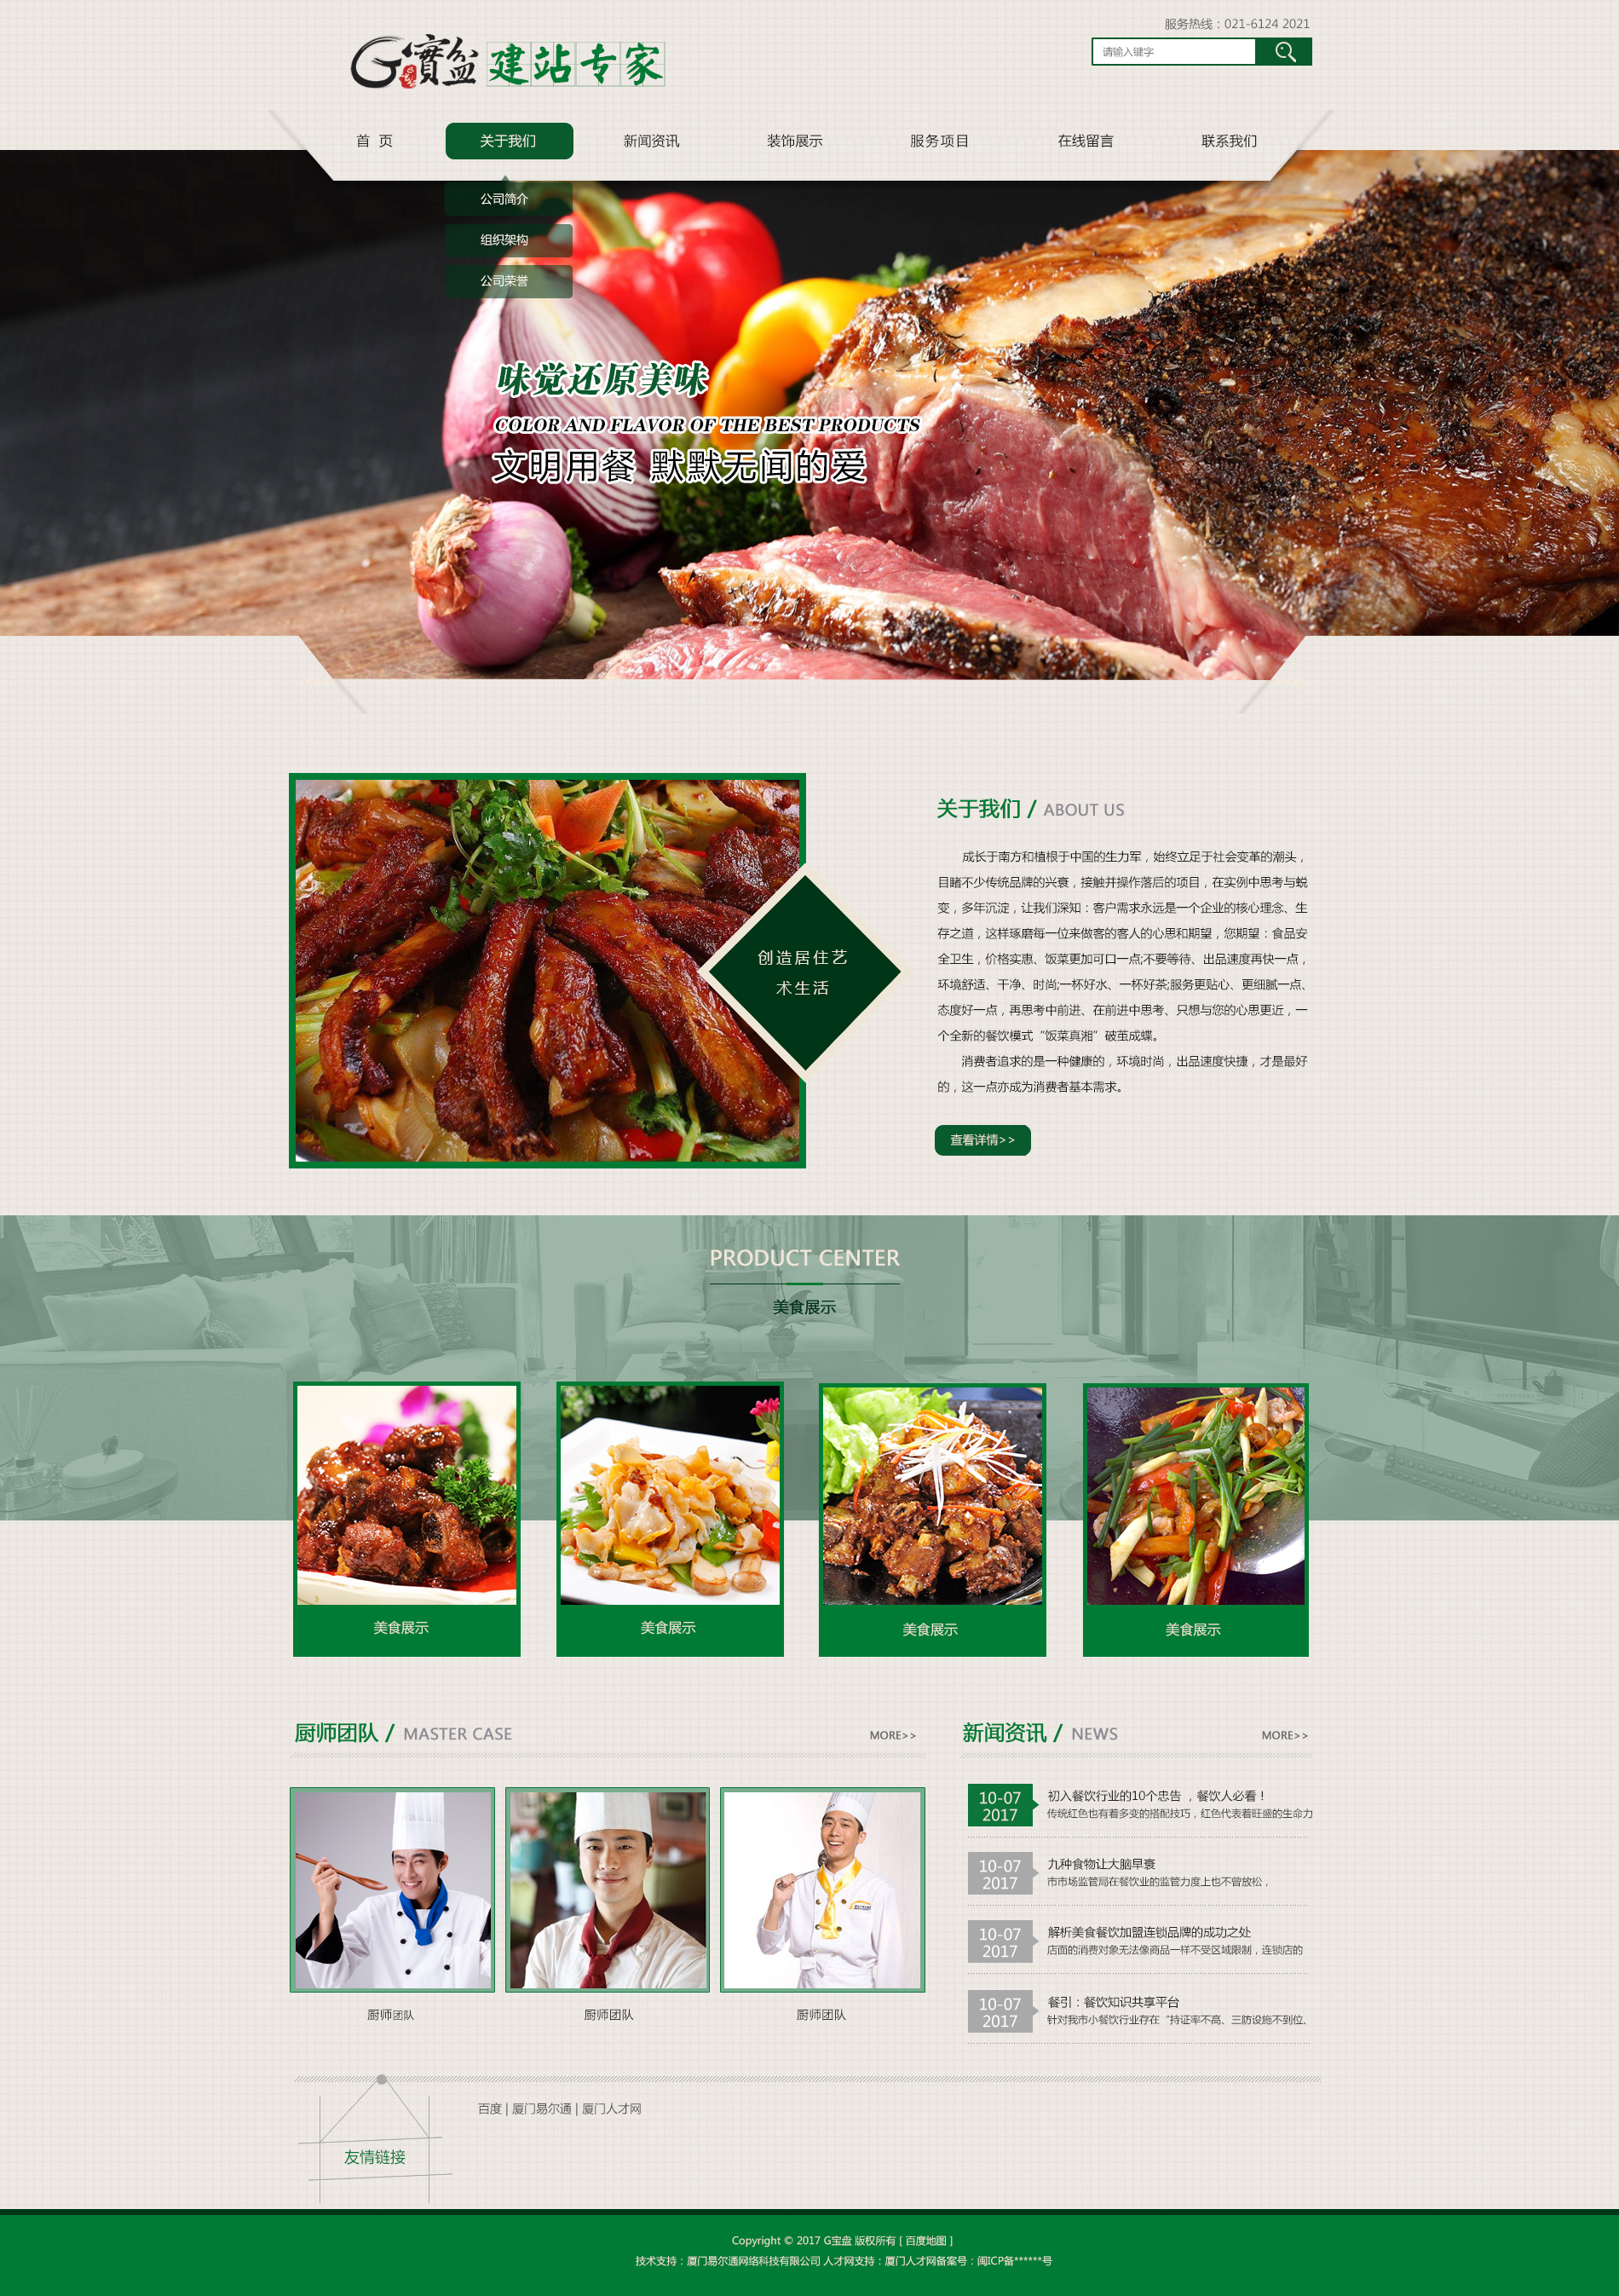 服务热线：021-6124 2021
G寶盆 建站专家
请输入键字
首 页 关于我们 新闻资讯 装饰展示 服务项目 在线留言 联系我们
公司简介
组织架构
公司荣誉
味觉还原美味
COLOR AND FLAVOR OF THE BEST PRODUCTS
文明用餐 默默无闻的爱
创造居住艺
术生活
关于我们 / ABOUT US
成长于南方和植根于中国的生力军，始终立足于社会变革的潮头，
目睹不少传统品牌的兴衰，接触并操作落后的项目，在实例中思考与蜕
变，多年沉淀，让我们深知：客户需求永远是一个企业的核心理念、生
存之道，这样琢磨每一位来做客的客人的心思和期望，您期望：食品安
全卫生，价格实惠、饭菜更加可口一点;不要等待、出品速度再快一点，
环境舒适、干净、时尚;一杯好水、一杯好茶;服务更贴心、更细腻一点、
态度好一点，再思考中前进、在前进中思考、只想与您的心思更近，一
个全新的餐饮模式“饭菜真湘”破茧成蝶。
消费者追求的是一种健康的，环境时尚，出品速度快捷，才是最好
的，这一点亦成为消费者基本需求。
查看详情>>
PRODUCT CENTER
美食展示
美食展示 美食展示 美食展示 美食展示
厨师团队 / MASTER CASE MORE>>
厨师团队 厨师团队 厨师团队
新闻资讯 / NEWS MORE>>
10-07
2017
初入餐饮行业的10个忠告 ，餐饮人必看！
传统红色也有着多变的搭配技巧，红色代表着旺盛的生命力
10-07
2017
九种食物让大脑早衰
市市场监管局在餐饮业的监管力度上也不曾放松，
10-07
2017
解析美食餐饮加盟连锁品牌的成功之处
店面的消费对象无法像商品一样不受区域限制，连锁店的
10-07
2017
餐引：餐饮知识共享平台
针对我市小餐饮行业存在“持证率不高、三防设施不到位、
友情链接
百度 | 厦门易尔通 | 厦门人才网
Copyright © 2017 G宝盘 版权所有 [ 百度地图 ]
技术支持：厦门易尔通网络科技有限公司 人才网支持：厦门人才网备案号：闽ICP备******号